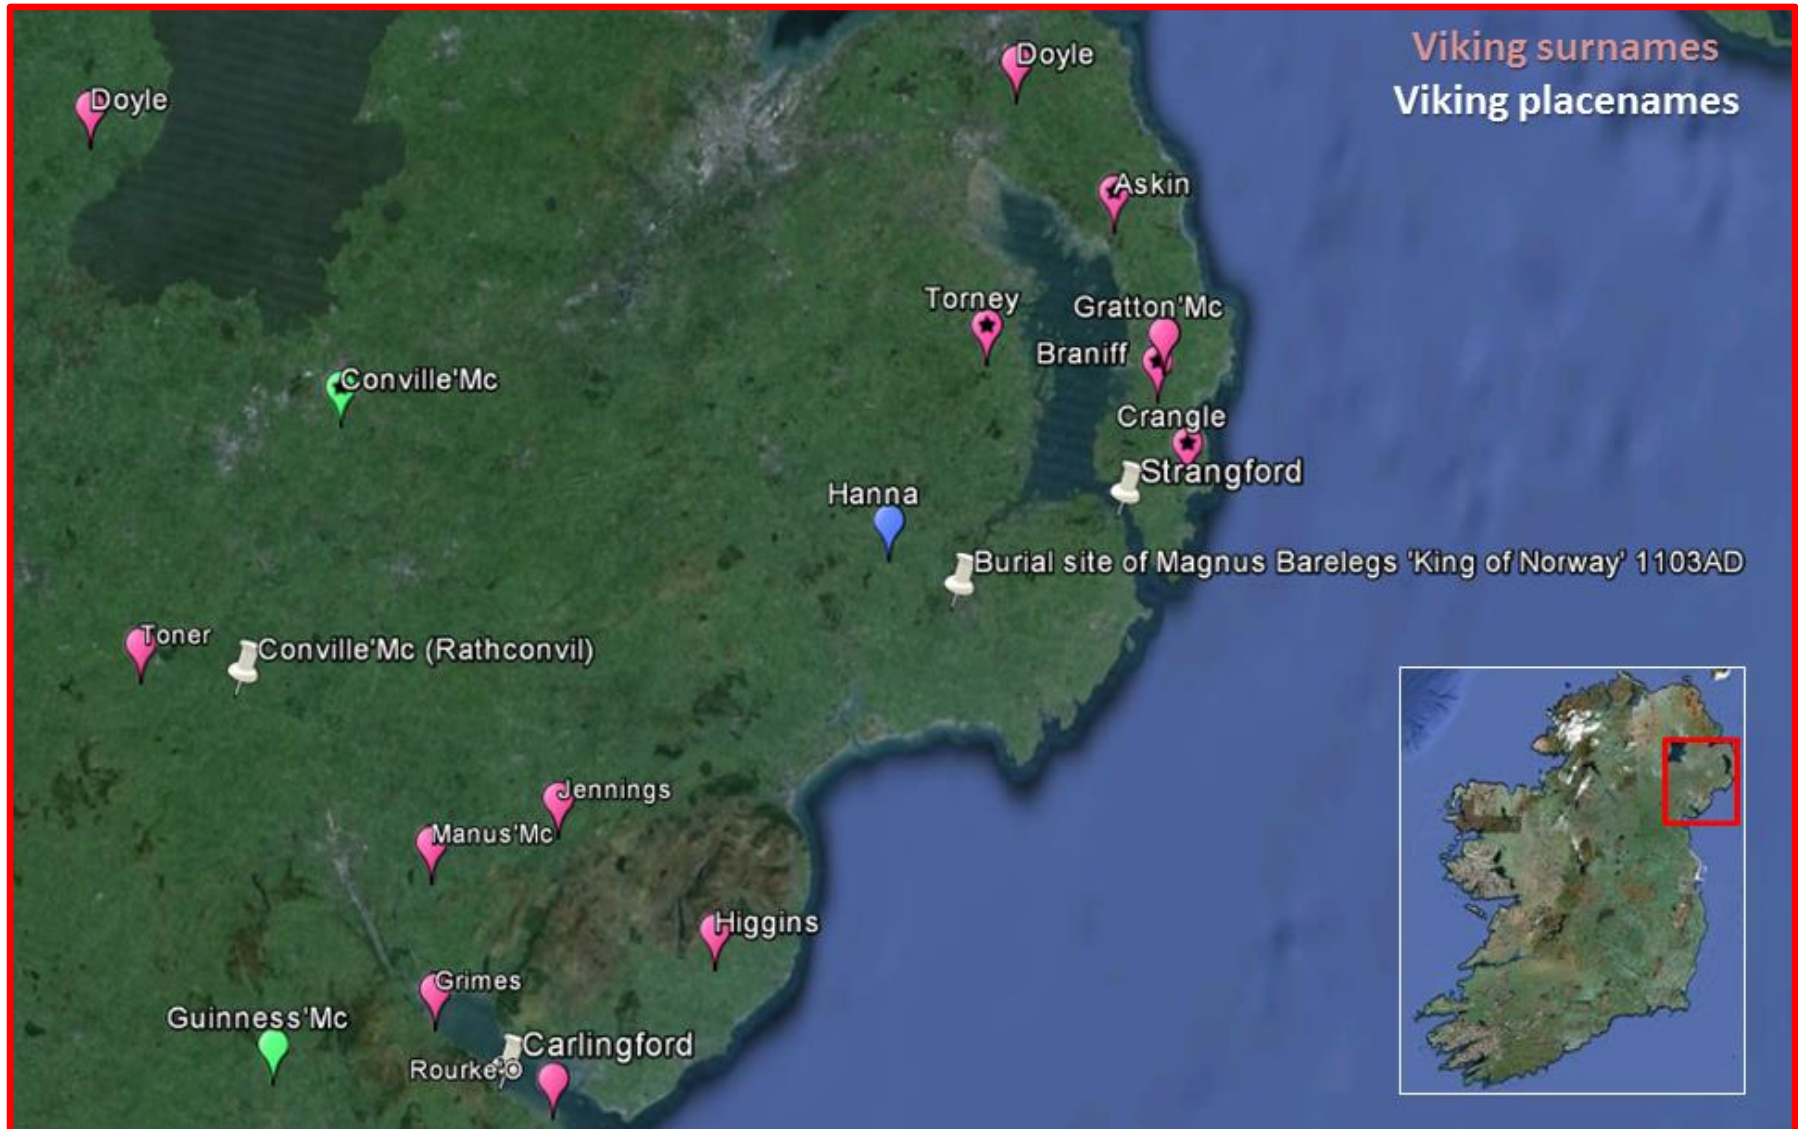 Viking surnames
Viking placenames
Doyle
Doyle
Askin
Torney
Gratton'Mc
Braniff
Conville'Mc
Crangle
Strangford
Hanna
Burial site of Magnus Barelegs 'King of Norway' 1103AD
Toner
Conville'Mc (Rathconvil)
Jennings
Manus'Mc
Higgins
Grimes
Guinness'Mc
Carlingford
Rourke'O